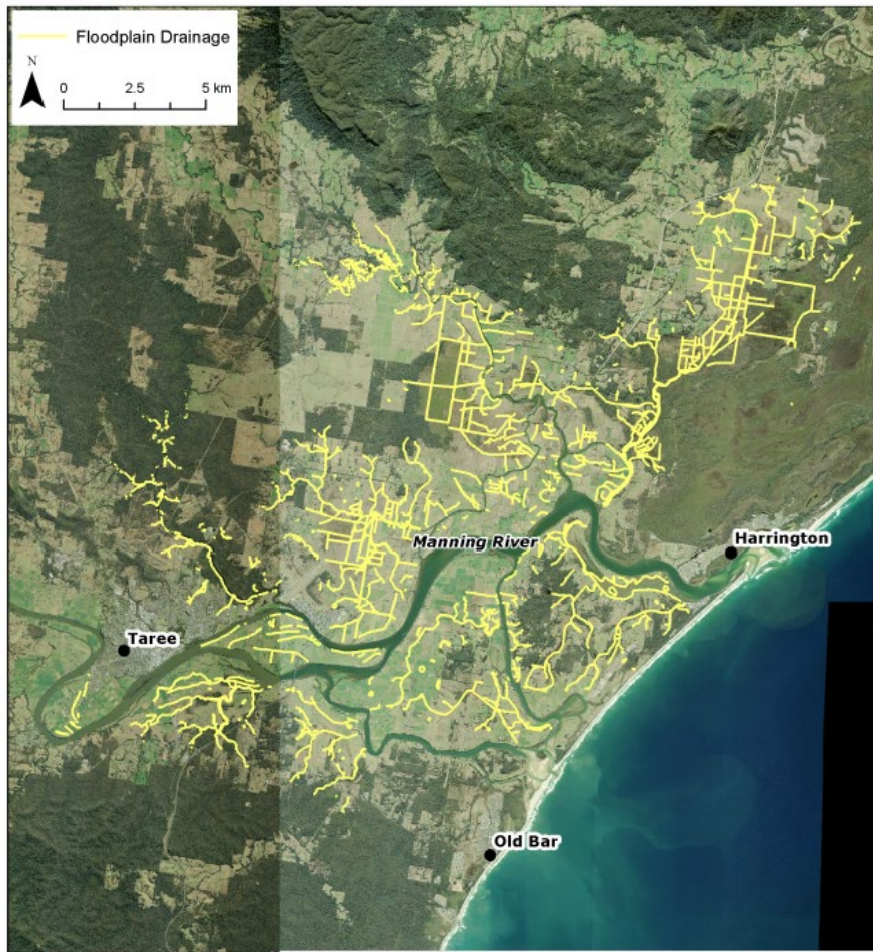 Floodplain Drainage
N
0 2.5 5 km
Manning River
Harrington
Taree
Old Bar